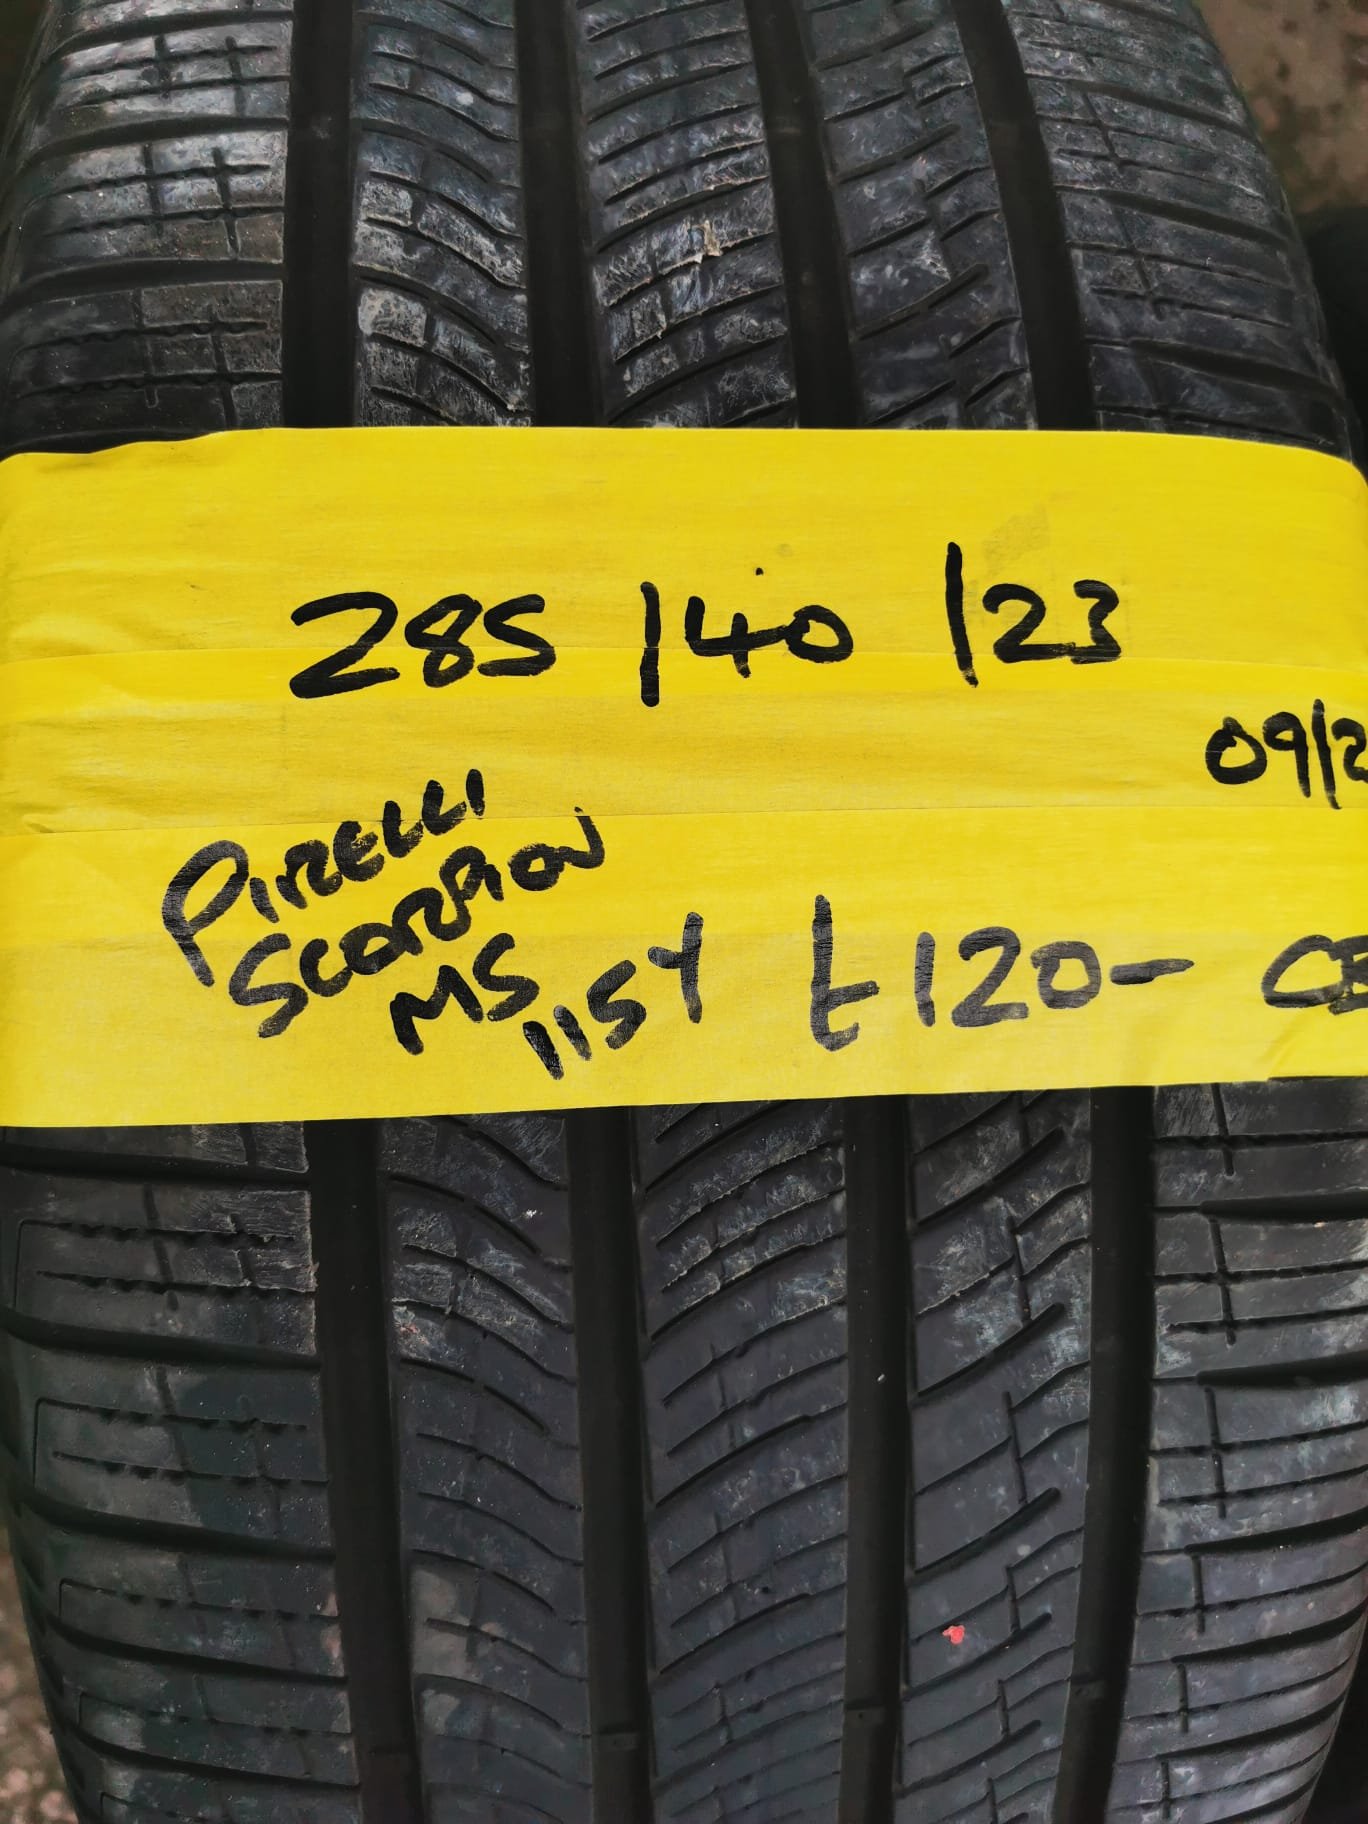 285/40/23
09/2
PIRELLI
SCORPION
MS
115Y
£120-